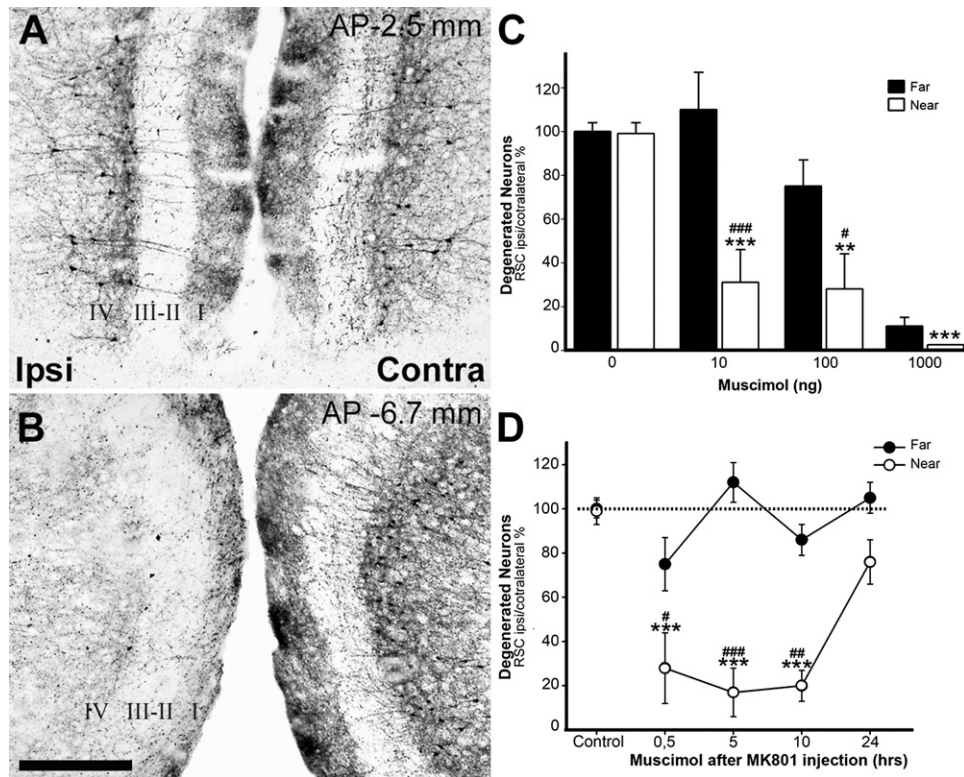 A
AP-2.5 mm
IV III-II I
Ipsi
Contra
B
AP -6.7 mm
IV III-II I
C
Degenerated Neurons
RSC ipsi/cotralateral %
120
100
80
60
40
20
0
Far
Near
###
***
#
**
***
0 10 100 1000
Muscimol (ng)
D
Degenerated Neurons
RSC ipsi/cotralateral %
120
100
80
60
40
20
0
Far
Near
#
***
###
***
##
***
Control 0,5 5 10 24
Muscimol after MK801 injection (hrs)